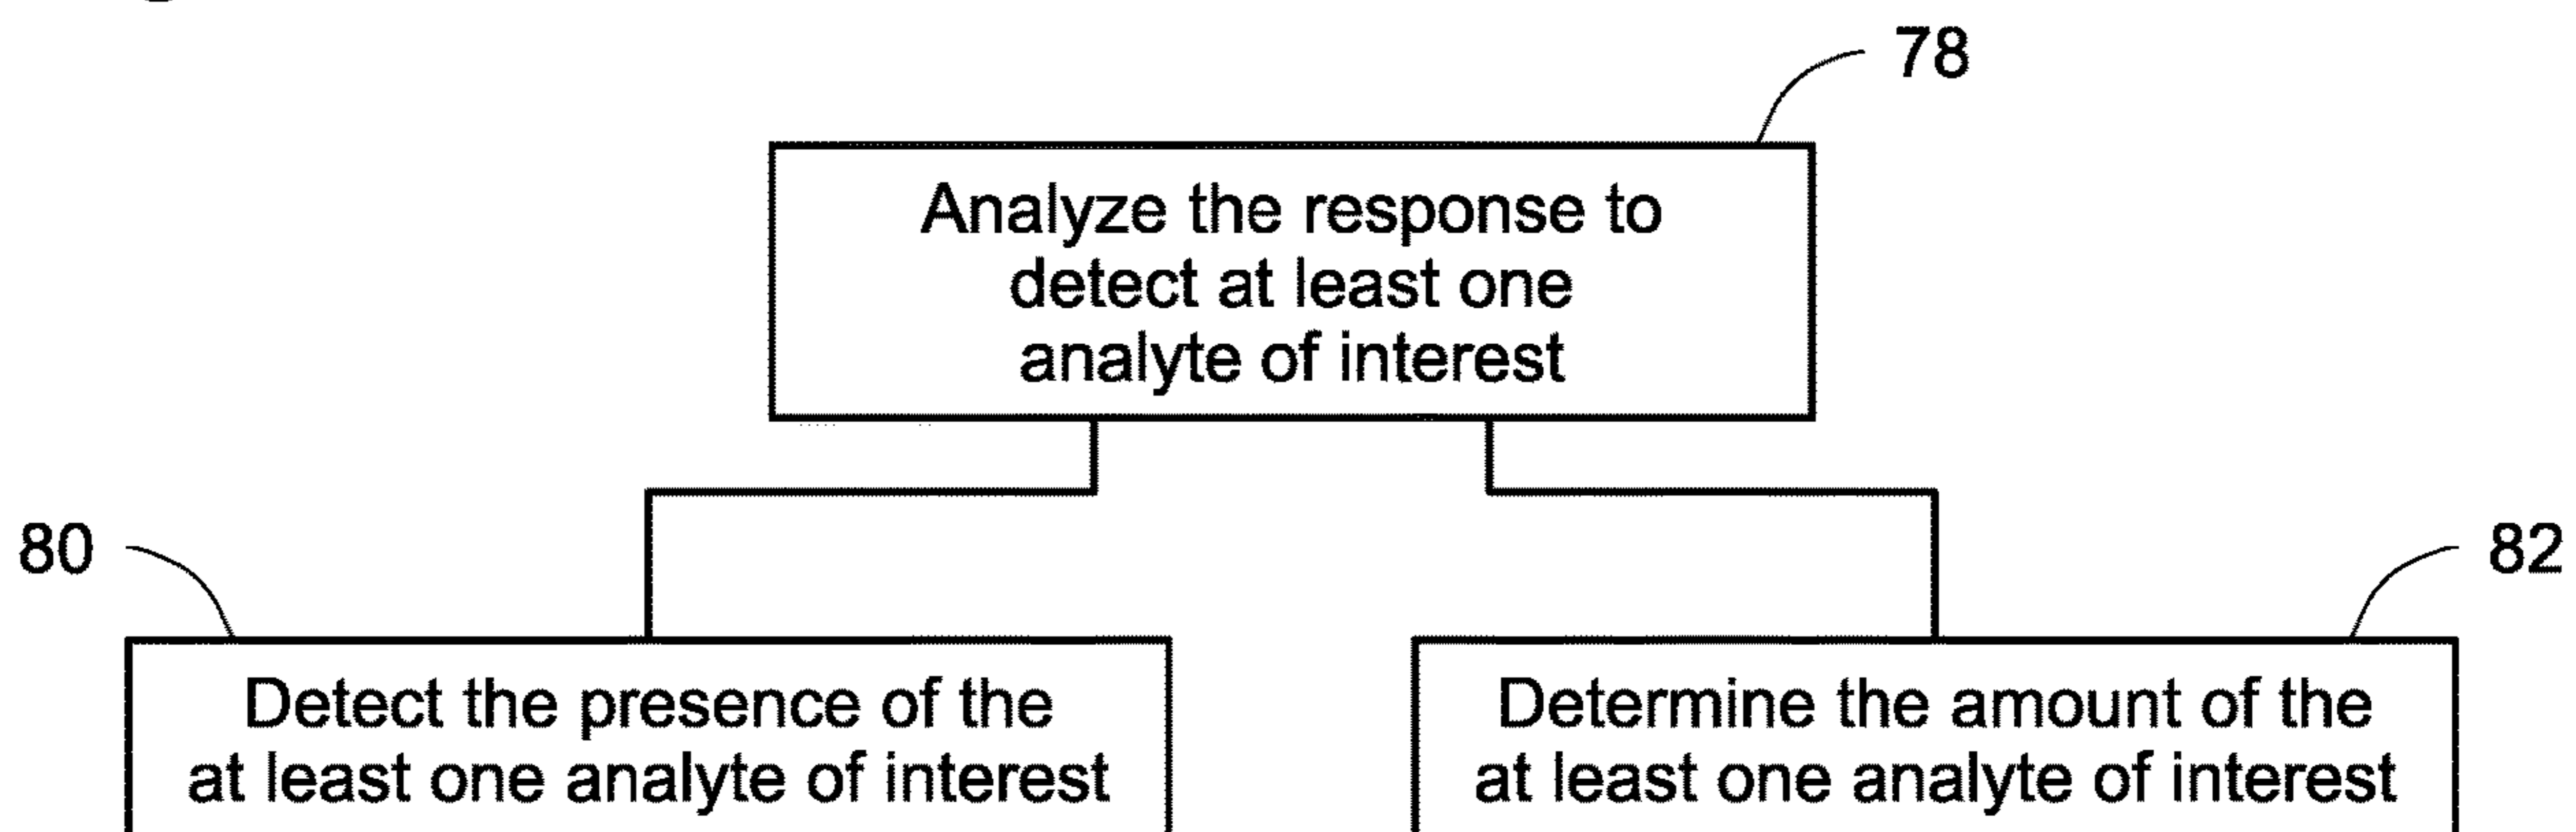 78
Analyze the response to
detect at least one
analyte of interest
80
82
Detect the presence of the
at least one analyte of interest
Determine the amount of the
at least one analyte of interest